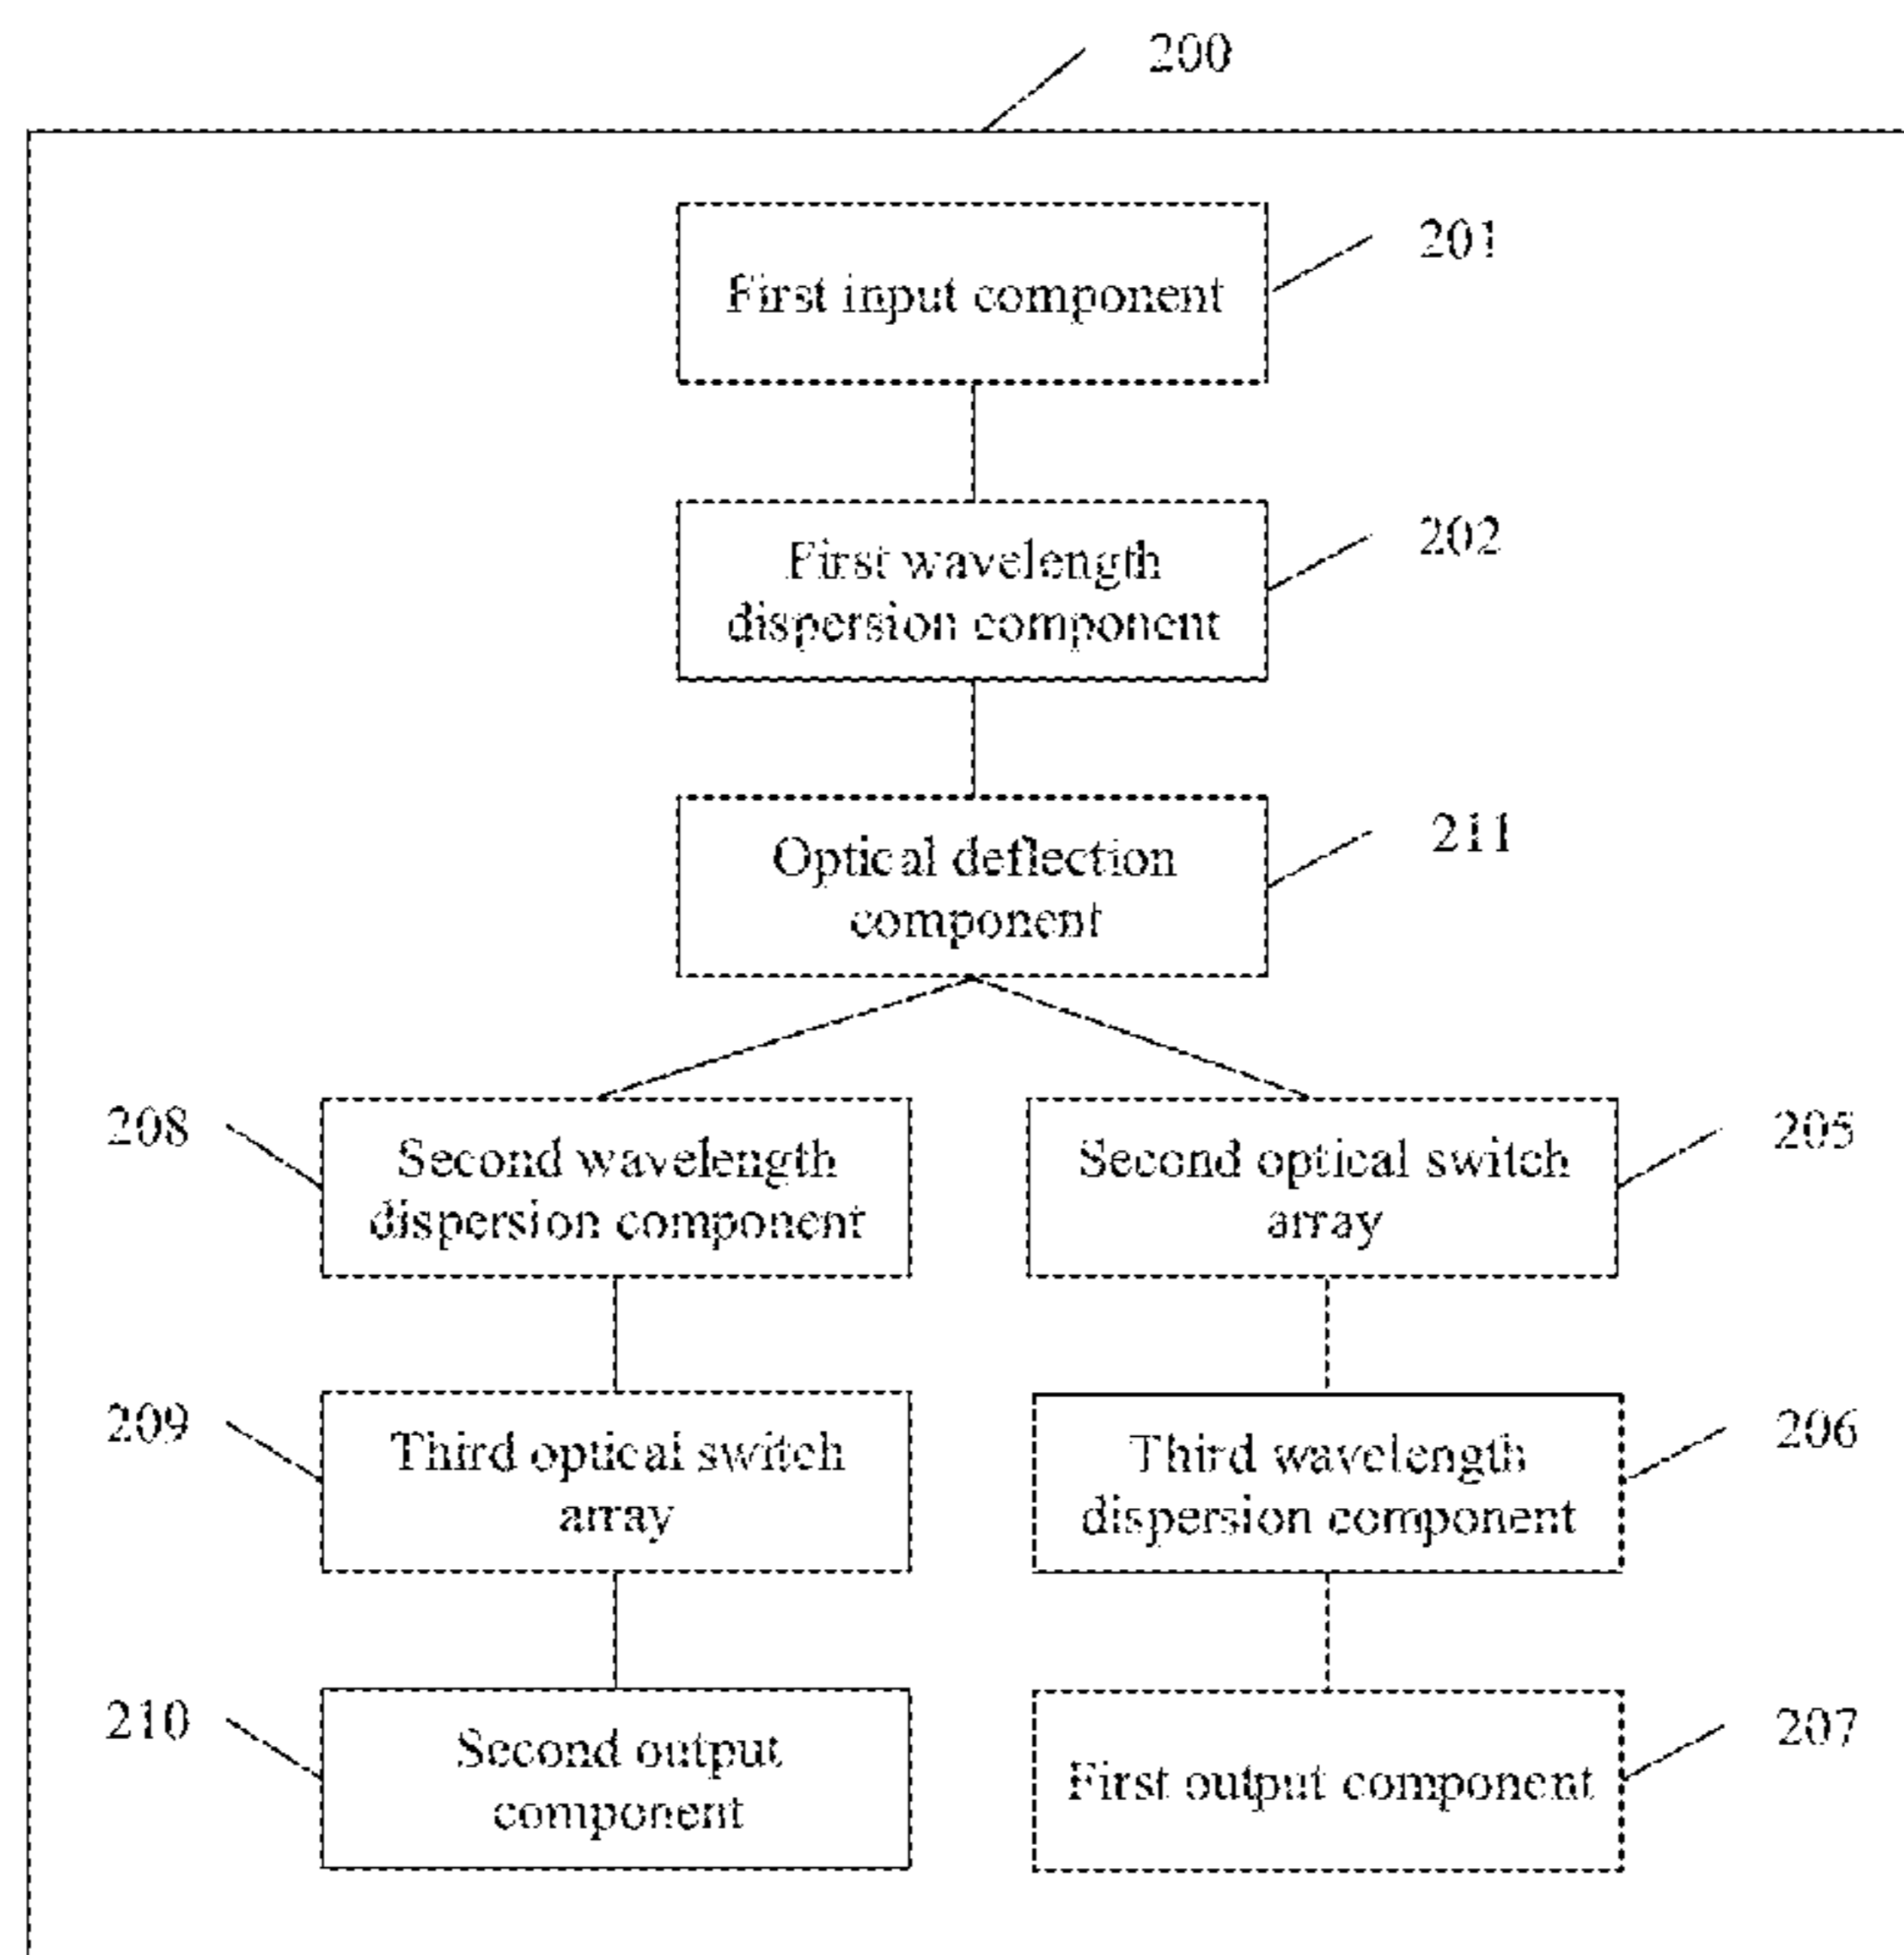 200
First input component
201
First wavelength
dispersion component
202
Optical deflection
component
211
208
Second wavelength
dispersion component
Second optical switch
array
205
209
Third optical switch
array
Third wavelength
dispersion component
206
210
Second output
component
First output component
207